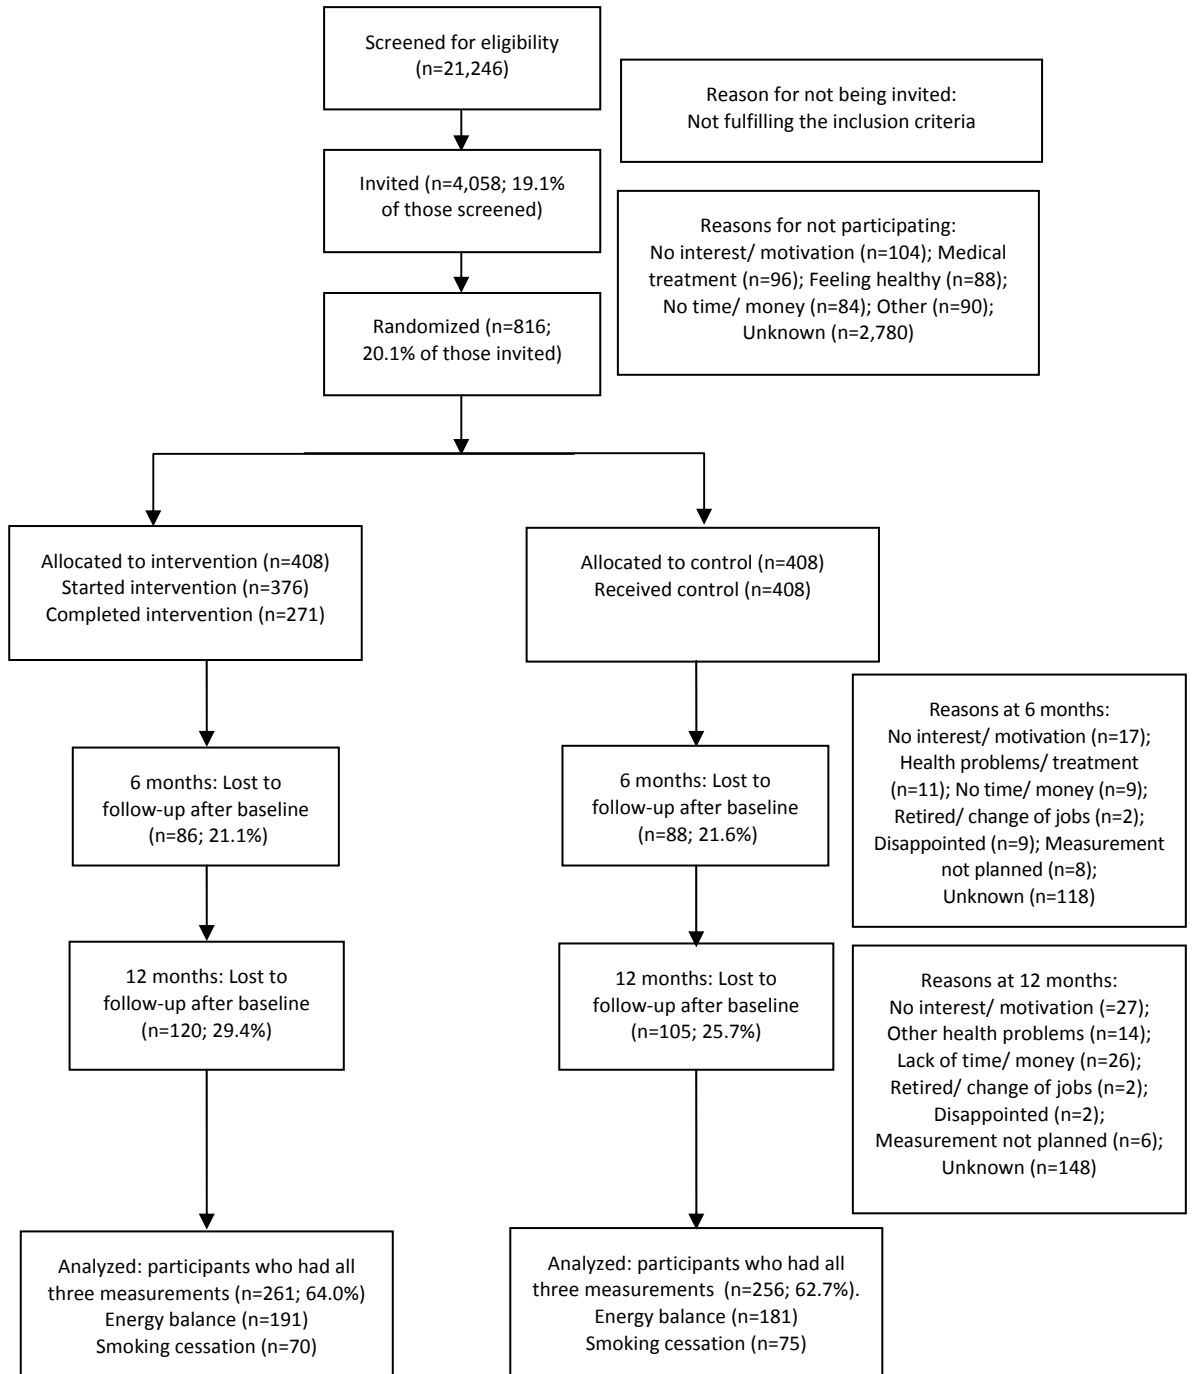 Screened for eligibility
(n=21,246)
Reason for not being invited:
Not fulfilling the inclusion criteria
Invited (n=4,058; 19.1%
of those screened)
Reasons for not participating:
No interest/ motivation (n=104); Medical
treatment (n=96); Feeling healthy (n=88);
No time/ money (n=84); Other (n=90);
Unknown (n=2,780)
Randomized (n=816;
20.1% of those invited)
Allocated to intervention (n=408)
Started intervention (n=376)
Completed intervention (n=271)
Allocated to control (n=408)
Received control (n=408)
Reasons at 6 months:
No interest/ motivation (n=17);
Health problems/ treatment
(n=11); No time/ money (n=9);
Retired/ change of jobs (n=2);
Disappointed (n=9); Measurement
not planned (n=8);
Unknown (n=118)
6 months: Lost to
follow-up after baseline
(n=86; 21.1%)
6 months: Lost to
follow-up after baseline
(n=88; 21.6%)
12 months: Lost to
follow-up after baseline
(n=120; 29.4%)
12 months: Lost to
follow-up after baseline
(n=105; 25.7%)
Reasons at 12 months:
No interest/ motivation (=27);
Other health problems (n=14);
Lack of time/ money (n=26);
Retired/ change of jobs (n=2);
Disappointed (n=2);
Measurement not planned (n=6);
Unknown (n=148)
Analyzed: participants who had all
three measurements (n=261; 64.0%)
Energy balance (n=191)
Smoking cessation (n=70)
Analyzed: participants who had all
three measurements  (n=256; 62.7%).
Energy balance (n=181)
Smoking cessation (n=75)